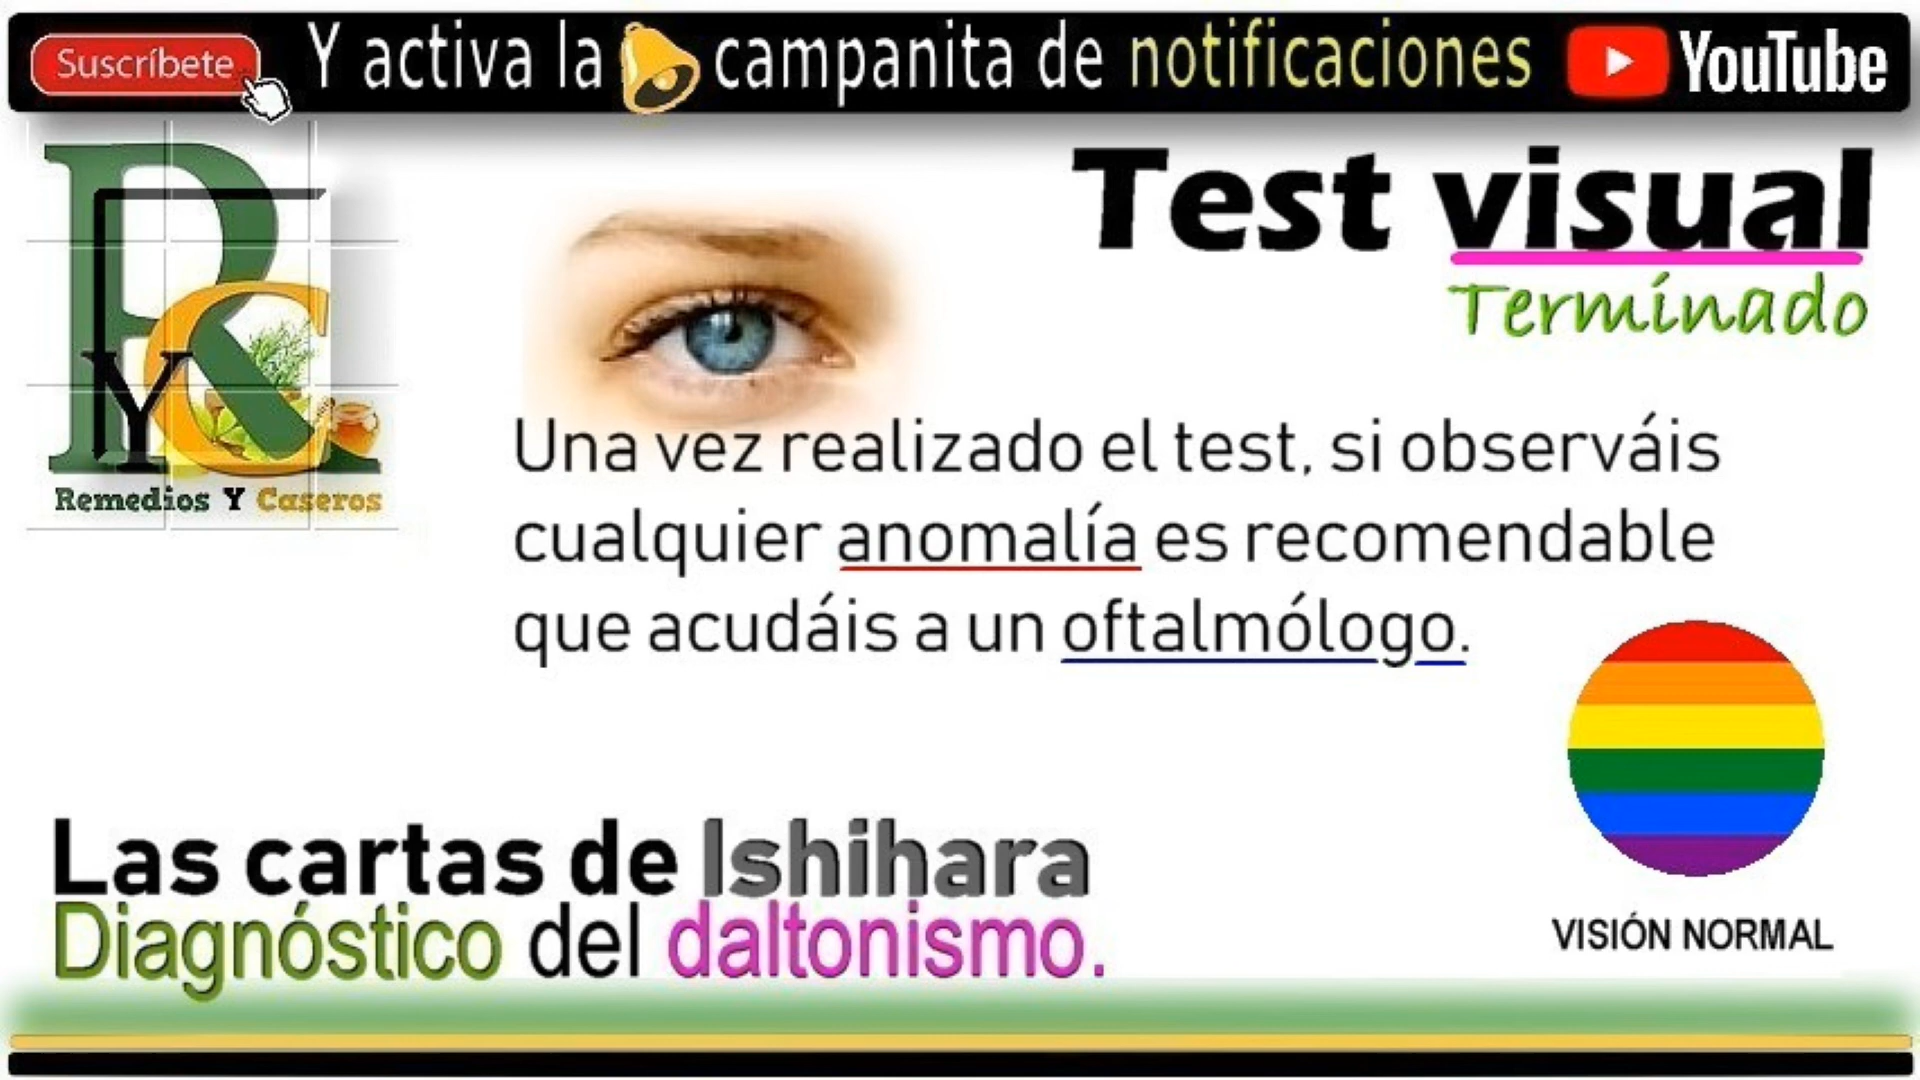 Suscríbete Y activa la campanita de notificaciones YouTube
RYC
Remedios Y Caseros
Test visual
Terminado
Una vez realizado el test, si observáis
cualquier anomalía es recomendable
que acudáis a un oftalmólogo.
Las cartas de Ishihara
Diagnóstico del daltonismo.
VISIÓN NORMAL